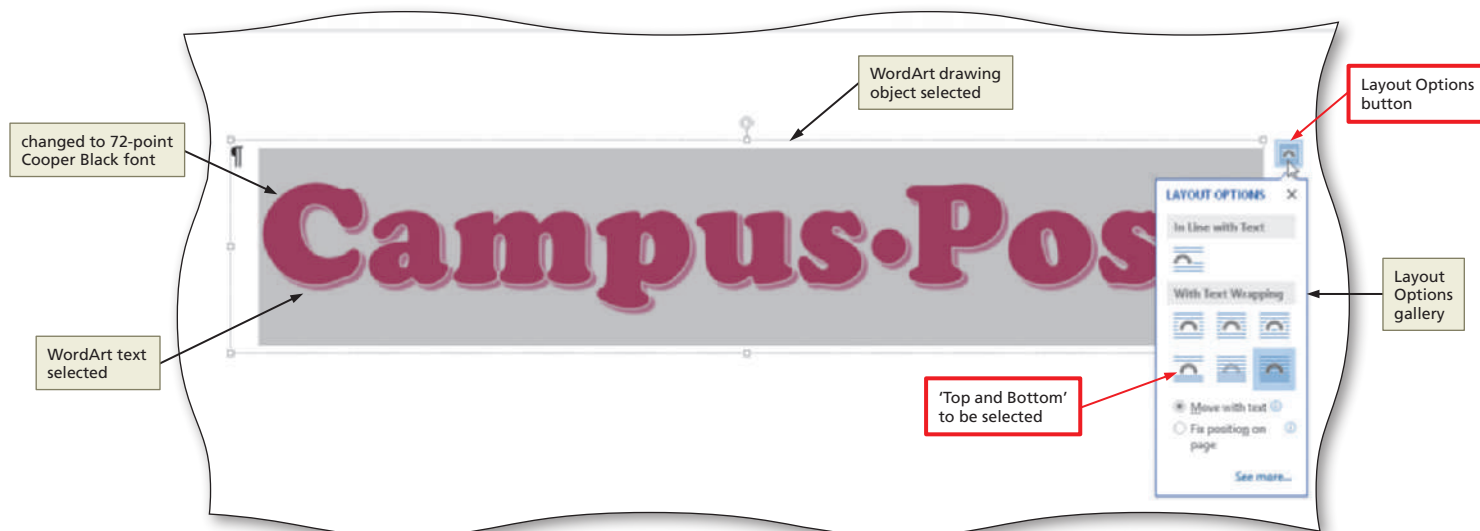 WordArt drawing
object selected
Layout Options
button
changed to 72-point
Cooper Black font
¶
Campus·Pos
LAYOUT OPTIONS ×
In Line with Text
With Text Wrapping
Layout
Options
gallery
WordArt text
selected
'Top and Bottom'
to be selected
Move with text
Fix position on
page
See more...